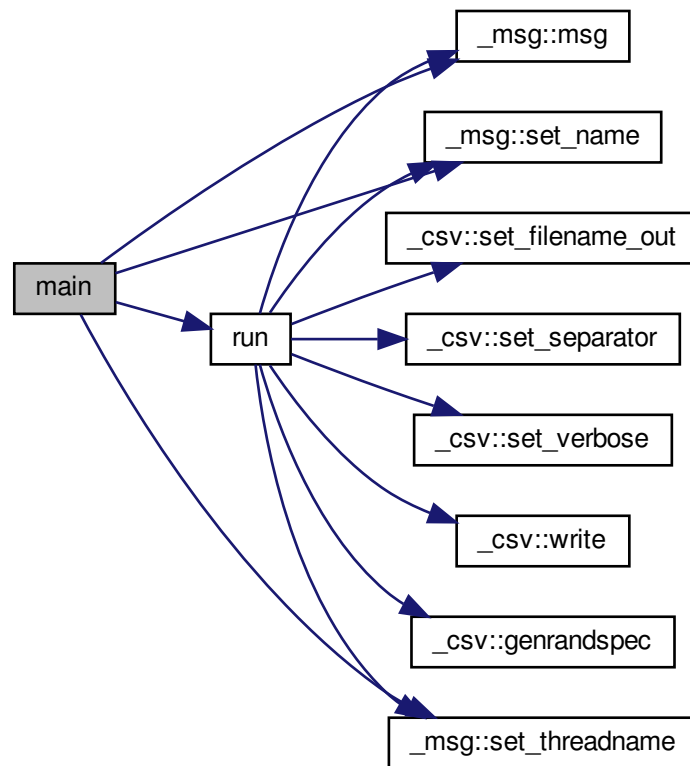 _msg::msg
_msg::set_name
_csv::set_filename_out
main
run
_csv::set_separator
_csv::set_verbose
_csv::write
_csv::genrandspec
_msg::set_threadname